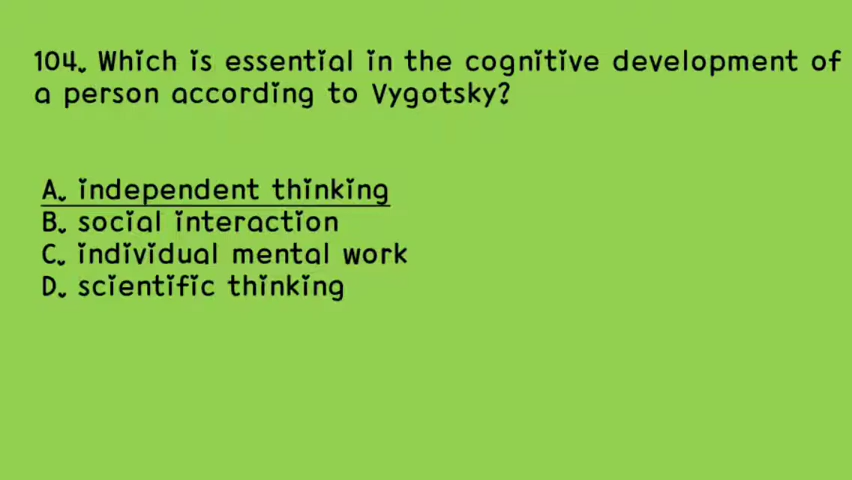 104. Which is essential in the cognitive development of
a person according to Vygotsky?
A. independent thinking
B. social interaction
C. individual mental work
D. scientific thinking